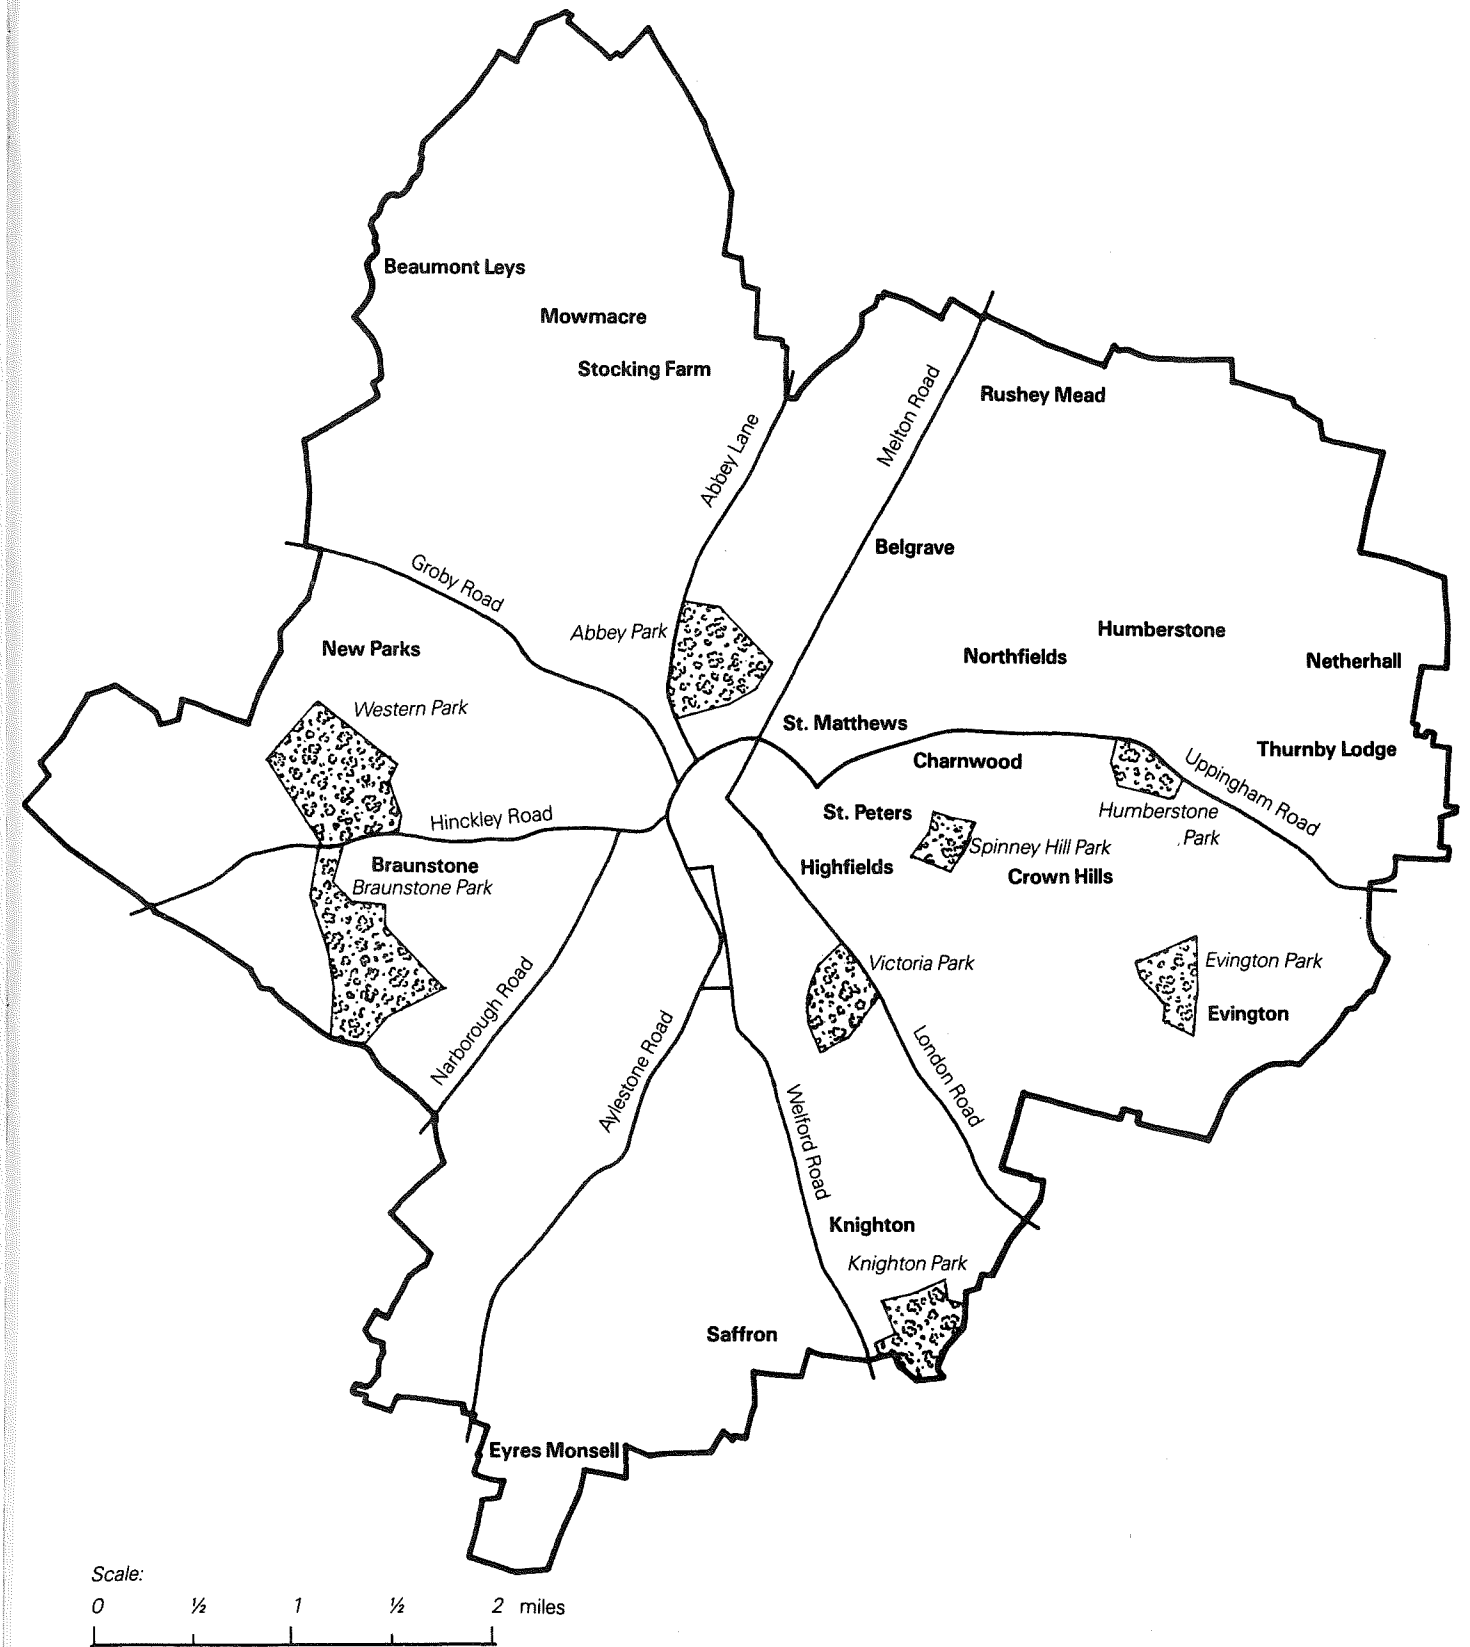 Beaumont Leys
Mowmacre
Stocking Farm
Melton Road
Rushey Mead
Abbey Lane
Belgrave
Groby Road
Abbey Park
Humberstone
New Parks
Northfields
Netherhall
Western Park
St. Matthews
Thurnby Lodge
Charnwood
Uppingham Road
Hinckley Road
St. Peters
Humberstone
Park
Spinney Hill Park
Braunstone
Highfields
Crown Hills
Braunstone Park
Victoria Park
Evington Park
Evington
Narborough Road
Aylestone Road
London Road
Welford Road
Knighton
Knighton Park
Saffron
Eyres Monsell
Scale:
0 ½ 1 ½ 2 miles